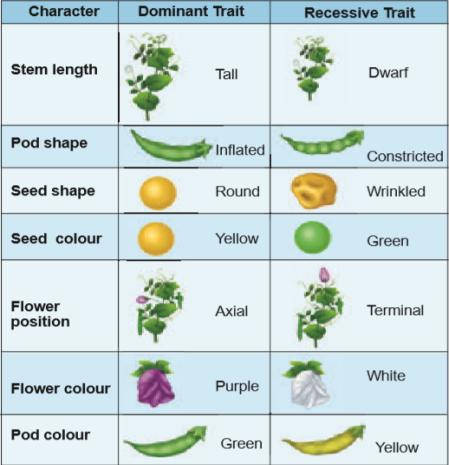 Character Dominant Trait Recessive Trait
Stem length Tall Dwarf
Pod shape Inflated Constricted
Seed shape Round Wrinkled
Seed colour Yellow Green
Flower
position Axial Terminal
Flower colour Purple White
Pod colour Green Yellow